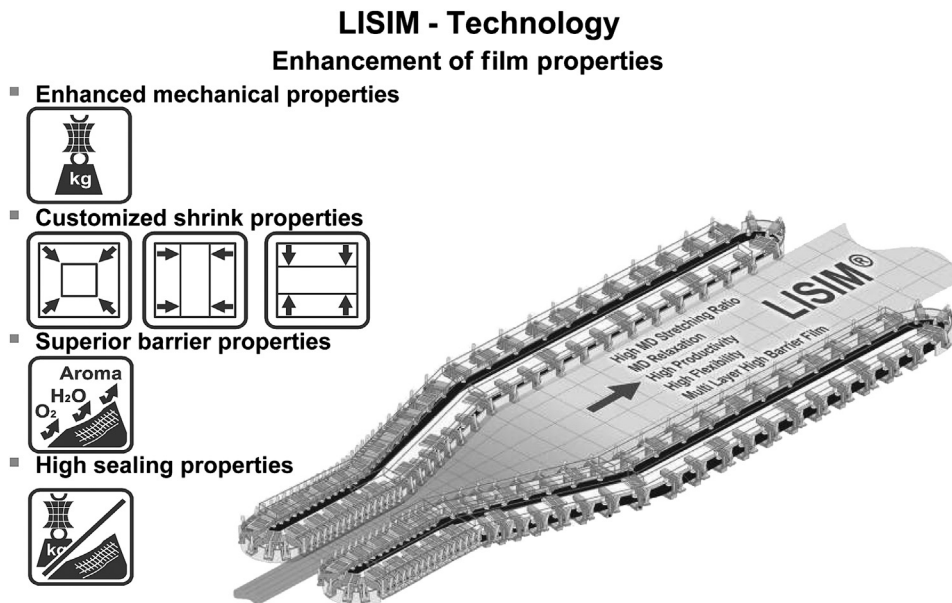 LISIM - Technology
Enhancement of film properties
Enhanced mechanical properties
kg
Customized shrink properties
Superior barrier properties
Aroma
H₂O
O₂
High sealing properties
kg
LISIM®
High MD Stretching Ratio
MD Relaxation
High Productivity
High Flexibility
Multi Layer High Barrier Film